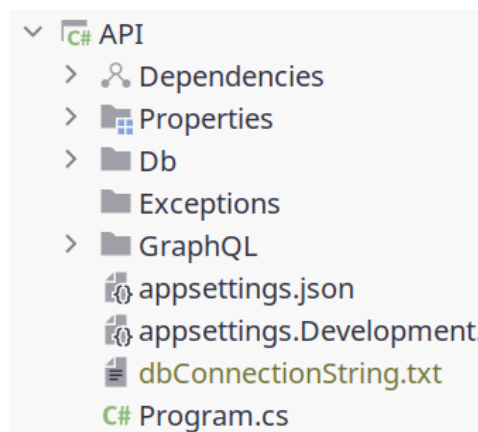 C# API
Dependencies
Properties
Db
Exceptions
GraphQL
appsettings.json
appsettings.Development.
dbConnectionString.txt
C# Program.cs